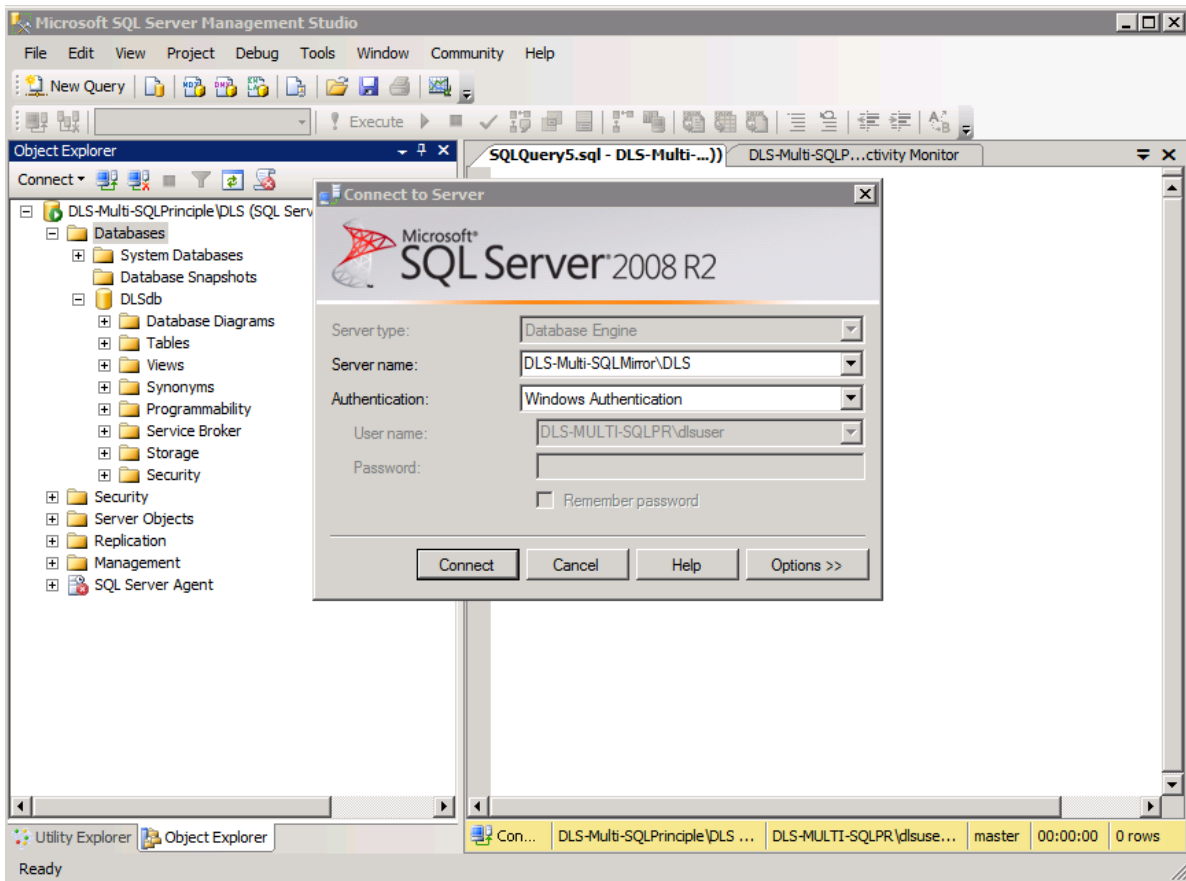 Microsoft SQL Server Management Studio
File Edit View Project Debug Tools Window Community Help
New Query
Execute
Object Explorer
SQLQuery5.sql - DLS-Multi-...)) DLS-Multi-SQLP...ctivity Monitor
Connect
DLS-Multi-SQLPrinciple\DLS (SQL Serv
Databases
System Databases
Database Snapshots
DLSdb
Database Diagrams
Tables
Views
Synonyms
Programmability
Service Broker
Storage
Security
Security
Server Objects
Replication
Management
SQL Server Agent
Connect to Server
Microsoft®
SQL Server® 2008 R2
Server type: Database Engine
Server name: DLS-Multi-SQLMirror\DLS
Authentication: Windows Authentication
User name: DLS-MULTI-SQLPR\dlsuser
Password:
Remember password
Connect Cancel Help Options >>
Utility Explorer Object Explorer
Con... DLS-Multi-SQLPrinciple\DLS ... DLS-MULTI-SQLPR\dlsuse... master 00:00:00 0 rows
Ready